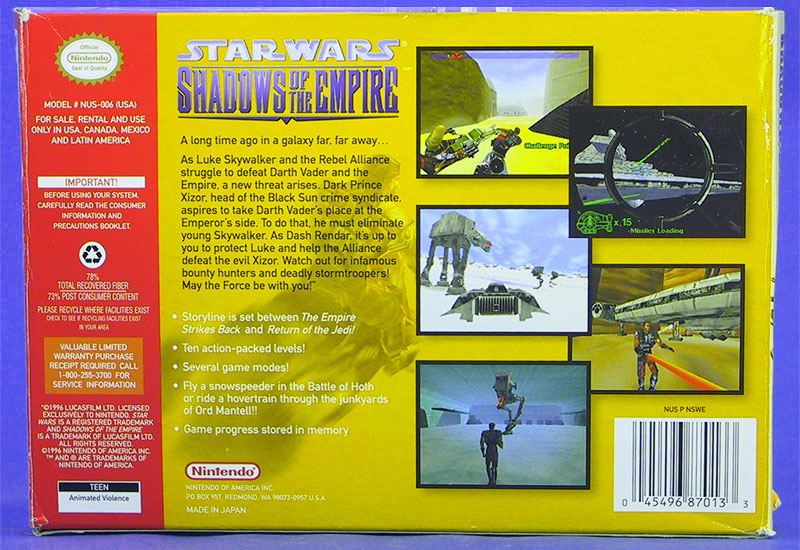 Official
Nintendo
Seal of Quality
MODEL # NUS-006 (USA)
FOR SALE, RENTAL AND USE
ONLY IN USA, CANADA, MEXICO
AND LATIN AMERICA
IMPORTANT!
BEFORE USING YOUR SYSTEM,
CAREFULLY READ THE CONSUMER
INFORMATION AND
PRECAUTIONS BOOKLET.
78%
TOTAL RECOVERED FIBER
73% POST CONSUMER CONTENT
PLEASE RECYCLE WHERE FACILITIES EXIST
CHECK TO SEE IF RECYCLING FACILITIES EXIST
IN YOUR AREA
VALUABLE LIMITED
WARRANTY PURCHASE
RECEIPT REQUIRED CALL
1-800-255-3700 FOR
SERVICE INFORMATION
©1996 LUCASFILM LTD. LICENSED
EXCLUSIVELY TO NINTENDO. STAR
WARS IS A REGISTERED TRADEMARK
AND SHADOWS OF THE EMPIRE
IS A TRADEMARK OF LUCASFILM LTD.
ALL RIGHTS RESERVED.
©1996 NINTENDO OF AMERICA.
™ AND ® ARE TRADEMARKS OF
NINTENDO OF AMERICA.
TEEN
Animated Violence
STAR WARS
SHADOWS OF THE EMPIRE
A long time ago in a galaxy far, far away...
As Luke Skywalker and the Rebel Alliance
struggle to defeat Darth Vader and the
Empire, a new threat arises. Dark Prince
Xizor, head of the Black Sun crime syndicate,
aspires to take Darth Vader's place at the
Emperor's side. To do that, he must eliminate
young Skywalker. As Dash Rendar, it's up to
you to protect Luke and help the Alliance
defeat the evil Xizor. Watch out for infamous
bounty hunters and deadly stormtroopers!
May the Force be with you!™
• Storyline is set between The Empire
Strikes Back and Return of the Jedi!
• Ten action-packed levels!
• Several game modes!
• Fly a snowspeeder in the Battle of Hoth
or ride a hovertrain through the junkyards
of Ord Mantell!!
• Game progress stored in memory
Nintendo
NINTENDO OF AMERICA INC.
PO BOX 957, REDMOND, WA 98073-0957 U.S.A.
MADE IN JAPAN
Challenge
x.15
Missiles Loading
NUS P NSWE
0 45496 87013 3